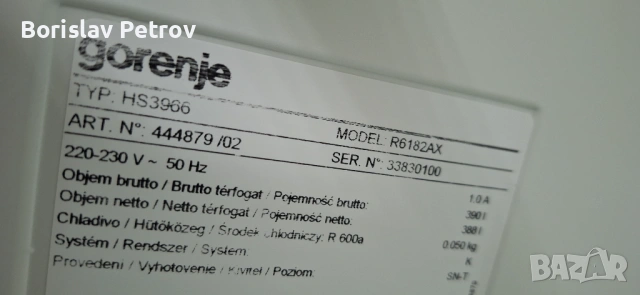 Borislav Petrov
gorenje
TYP: HS3966
ART. N°: 444879 /02 MODEL: R6182AX
220-230 V ~ 50 Hz SER. N°: 33830100
1.0 A
Objem brutto / Brutto térfogat / Pojemność brutto: 390 l
Objem netto / Netto térfogat / Pojemność netto: 388 l
Chladivo / Hűtőközeg / Środek chłodniczy: R 600a 0.050 kg
Systém / Rendszer / System: K
Provedení / Vyhotovenie / Kivitel / Poziom: SN-T
BAZAR.BG